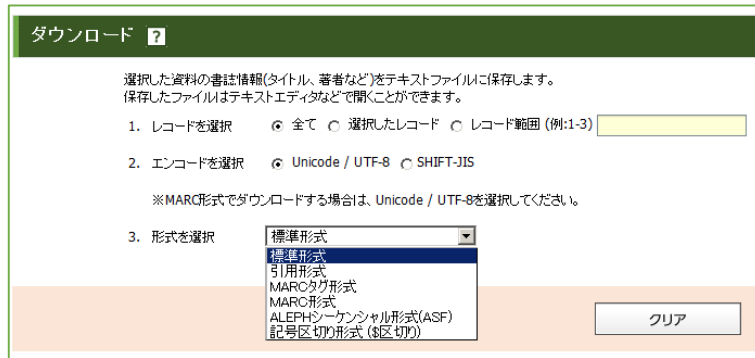 ダウンロード ?
選択した資料の書誌情報(タイトル、著者など)をテキストファイルに保存します。
保存したファイルはテキストエディタなどで開くことができます。
1. レコードを選択 全て 選択したレコード レコード範囲 (例:1-3)
2. エンコードを選択 Unicode / UTF-8 SHIFT-JIS
※MARC形式でダウンロードする場合は、Unicode / UTF-8を選択してください。
3. 形式を選択 標準形式
標準形式
引用形式
MARCタグ形式
MARC形式
ALEPHシーケンシャル形式(ASF)
記号区切り形式 ($区切り)
クリア